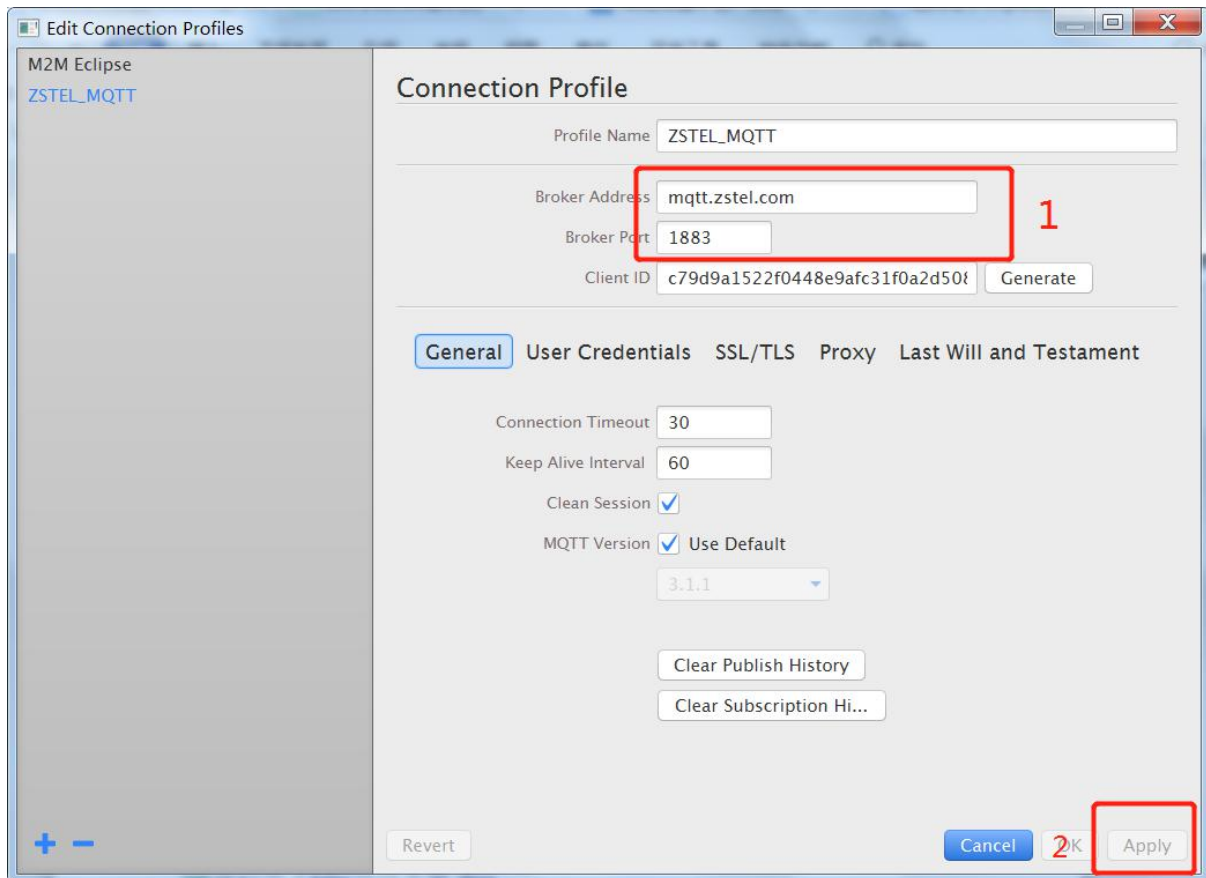 Edit Connection Profiles
M2M Eclipse
ZSTEL_MQTT
Connection Profile
Profile Name ZSTEL_MQTT
Broker Address mqtt.zstel.com
1
Broker Port 1883
Client ID c79d9a1522f0448e9afc31f0a2d508 Generate
General User Credentials SSL/TLS Proxy Last Will and Testament
Connection Timeout 30
Keep Alive Interval 60
Clean Session
MQTT Version Use Default
3.1.1
Clear Publish History
Clear Subscription Hi...
Revert Cancel 2 OK Apply